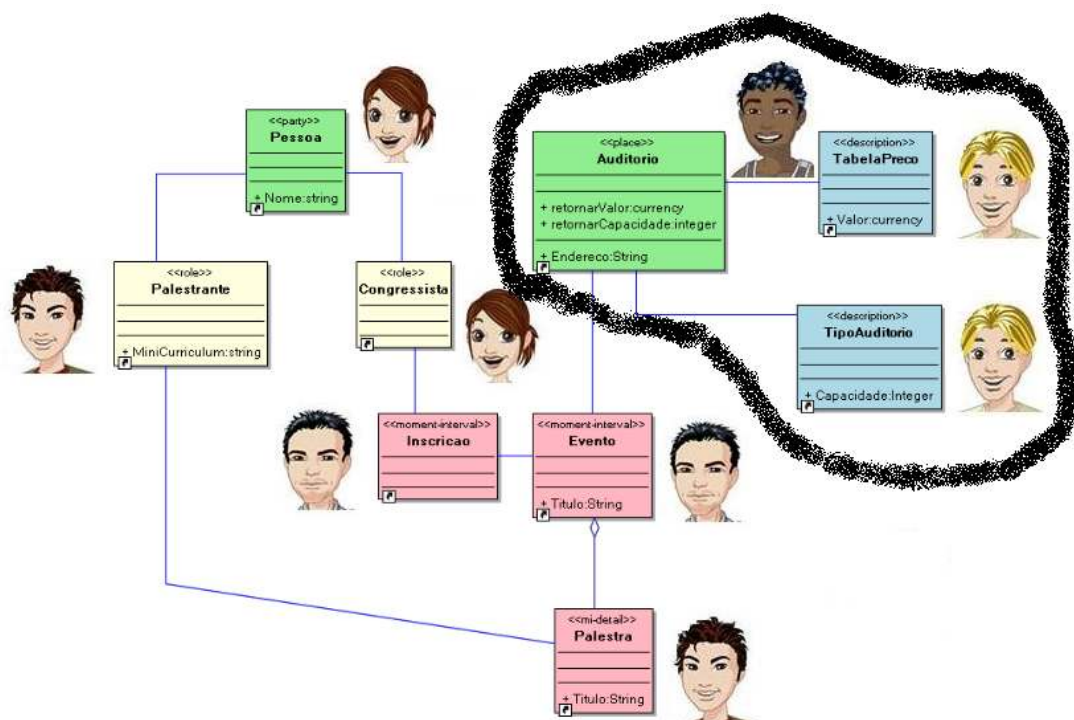 <<party>>
Pessoa
+ Nome:string
<<place>>
Auditorio
+ retornarValor:currency
+ retornarCapacidade:integer
+ Endereco:String
<<description>>
TabelaPreco
+ Valor:currency
<<role>>
Palestrante
+ MiniCurriculum:string
<<role>>
Congressista
<<description>>
TipoAuditorio
+ Capacidade:Integer
<<moment-interval>>
Inscricao
<<moment-interval>>
Evento
+ Titulo:String
<<mi-detail>>
Palestra
+ Titulo:String